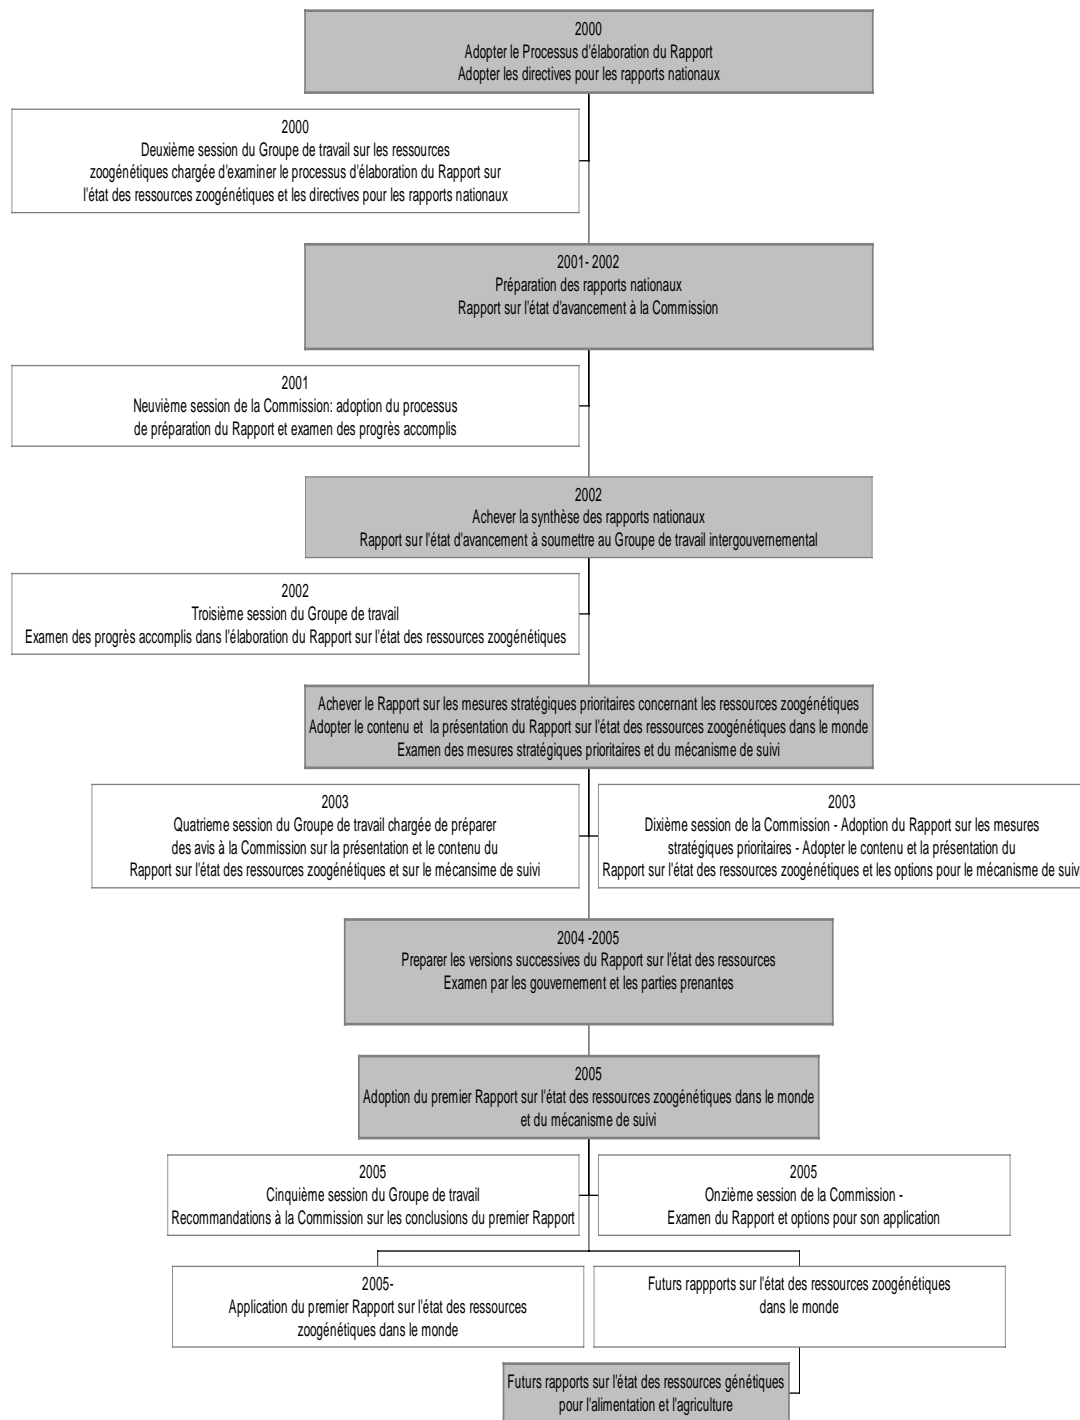 2000
Adopter le Processus d'élaboration du Rapport
Adopter les directives pour les rapports nationaux
2000
Deuxième session du Groupe de travail sur les ressources
zoogénétiques chargée d'examiner le processus d'élaboration du Rapport sur
l'état des ressources zoogénétiques et les directives pour les rapports nationaux
2001- 2002
Préparation des rapports nationaux
Rapport sur l'état d'avancement à la Commission
2001
Neuvième session de la Commission: adoption du processus
de préparation du Rapport et examen des progrès accomplis
2002
Achever la synthèse des rapports nationaux
Rapport sur l'état d'avancement à soumettre au Groupe de travail intergouvernemental
2002
Troisième session du Groupe de travail
Examen des progrès accomplis dans l'élaboration du Rapport sur l'état des ressources zoogénétiques
Achever le Rapport sur les mesures stratégiques prioritaires concernant les ressources zoogénétiques
Adopter le contenu et la présentation du Rapport sur l'état des ressources zoogénétiques dans le monde
Examen des mesures stratégiques prioritaires et du mécanisme de suivi
2003
Quatrieme session du Groupe de travail chargée de préparer
des avis à la Commission sur la présentation et le contenu du
Rapport sur l'état des ressources zoogénétiques et sur le mécansime de suivi
2003
Dixième session de la Commission - Adoption du Rapport sur les mesures
stratégiques prioritaires - Adopter le contenu et la présentation du
Rapport sur l'état des ressources zoogénétiques et les options pour le mécanisme de suivi
2004 -2005
Preparer les versions successives du Rapport sur l'état des ressources
Examen par les gouvernement et les parties prenantes
2005
Adoption du premier Rapport sur l'état des ressources zoogénétiques dans le monde
et du mécanisme de suivi
2005
Cinquième session du Groupe de travail
Recommandations à la Commission sur les conclusions du premier Rapport
2005
Onzième session de la Commission -
Examen du Rapport et options pour son application
2005-
Application du premier Rapport sur l'état des ressources
zoogénétiques dans le monde
Futurs rappports sur l'état des ressources zoogénétiques
dans le monde
Futurs rapports sur l'état des ressources génétiques
pour l'alimentation et l'agriculture